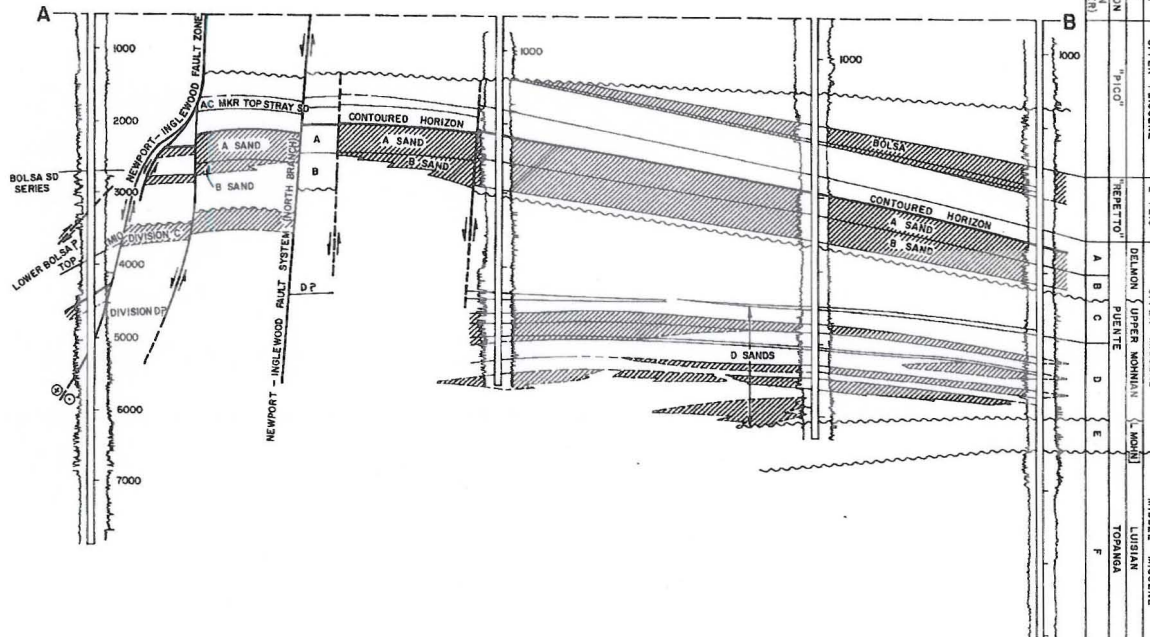 A
B
1000
2000
3000
4000
5000
6000
7000
1000
1000
1000
NEWPORT - INGLEWOOD FAULT ZONE
AC MKR TOP STRAY SD
CONTOURED HORIZON
A SAND
A
A SAND
B SAND
B
B SAND
BOLSA SD
SERIES
LOWER BOLSA P
TOP
DIVISION C
DIVISION D?
D?
NEWPORT - INGLEWOOD FAULT SYSTEM (NORTH BRANCH)
BOLSA
CONTOURED HORIZON
A SAND
B SAND
D SANDS
A
B
C
D
E
F
"PICO"
"REPETTO"
PUENTE
TOPANGA
DELMON
UPPER MOHNIAN
L MOHN
LUISIAN